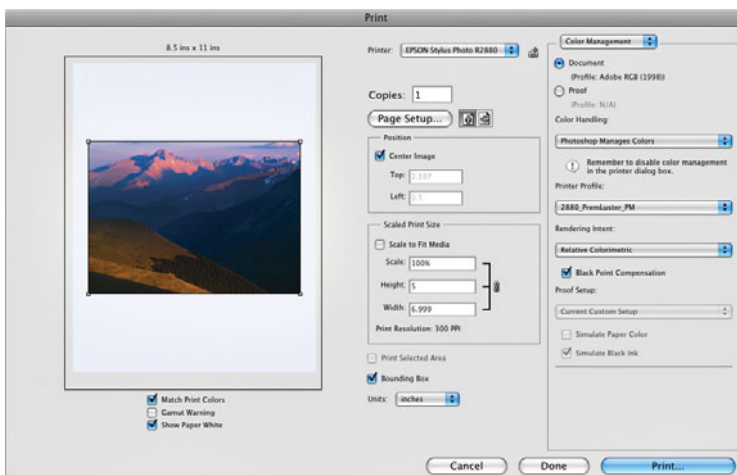 Print
8.5 ins x 11 ins
Match Print Colors
Gamut Warning
Show Paper White
Printer: EPSON Stylus Photo R2880
Copies: 1
Page Setup...
Position
Center Image
Top: 2.597
Left: 0.5
Scaled Print Size
Scale to Fit Media
Scale: 100%
Height: 5
Width: 6.999
Print Resolution: 300 PPI
Print Selected Area
Bounding Box
Units: inches
Color Management
Document
(Profile: Adobe RGB (1998))
Proof
(Profile: N/A)
Color Handling:
Photoshop Manages Colors
Remember to disable color management
in the printer dialog box.
Printer Profile:
2880_PremLuster_PM
Rendering Intent:
Relative Colorimetric
Black Point Compensation
Proof Setup:
Current Custom Setup
Simulate Paper Color
Simulate Black Ink
Cancel
Done
Print...